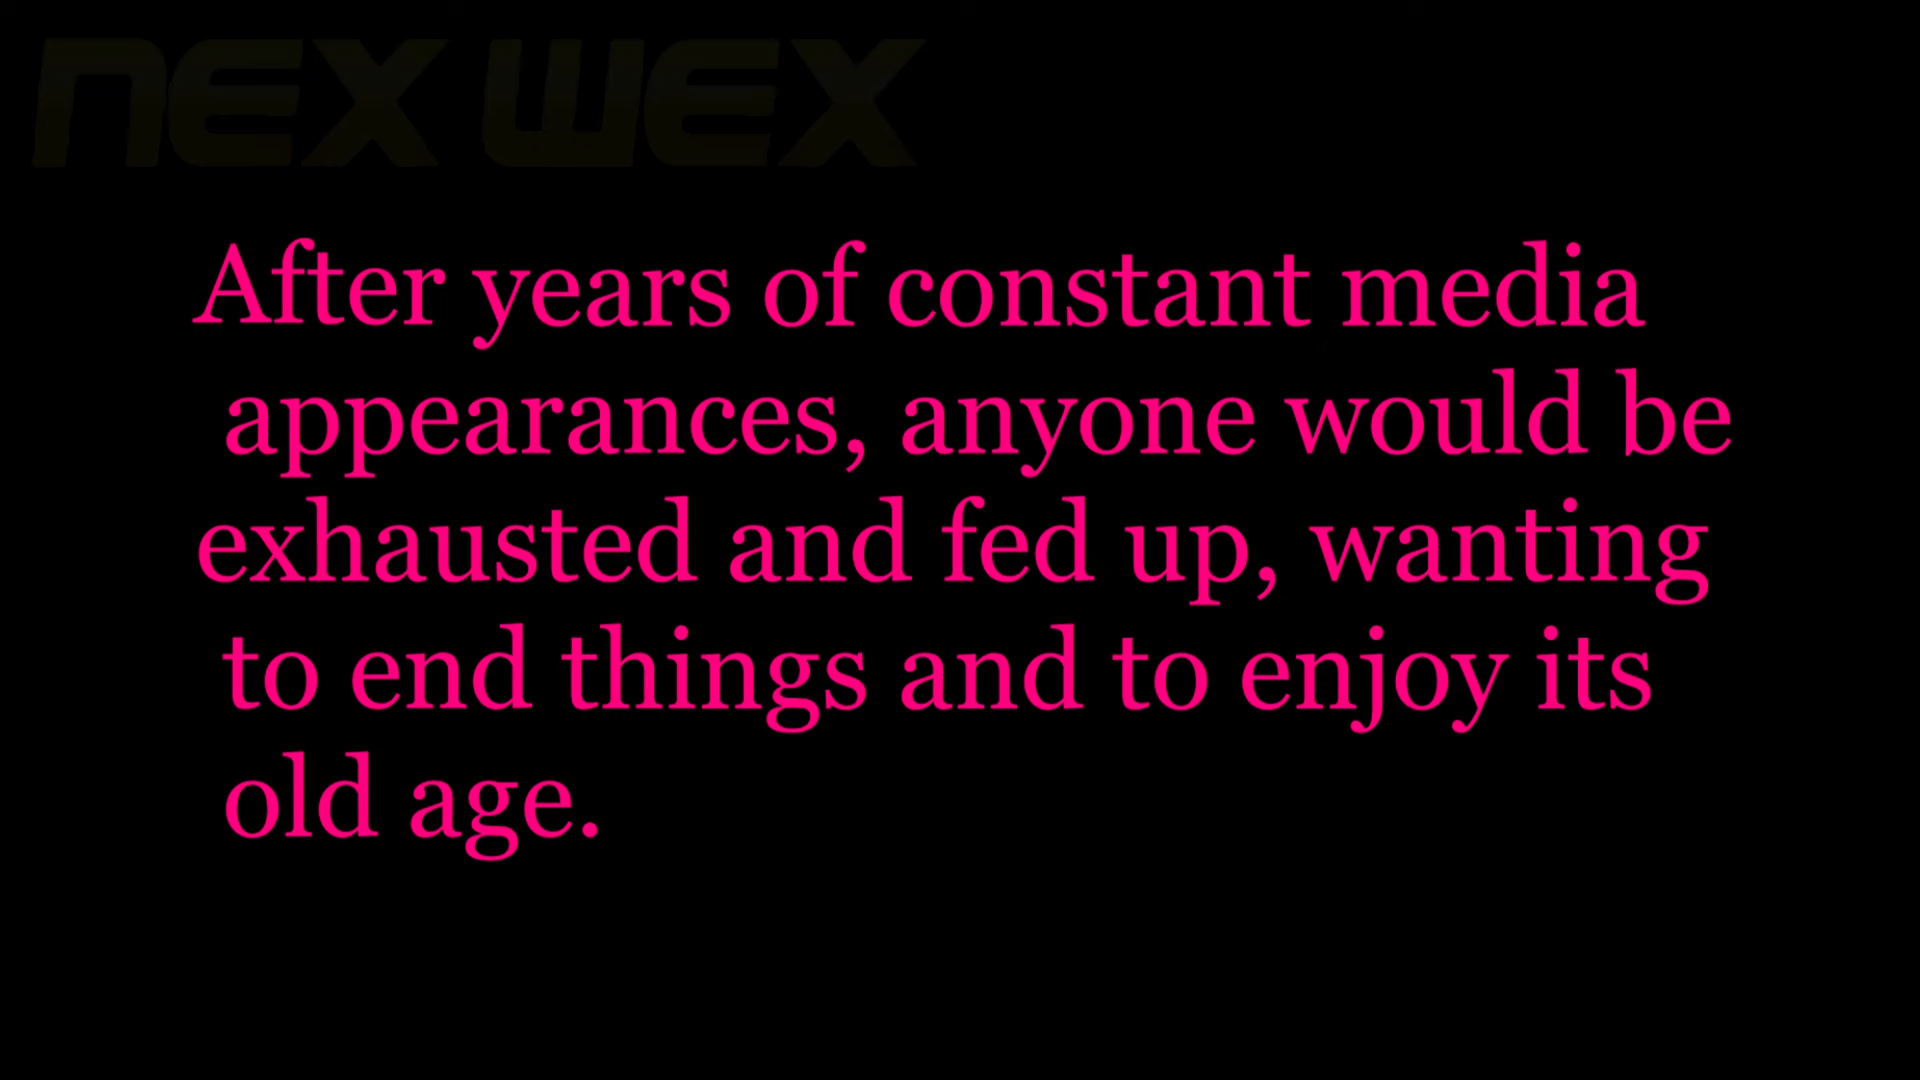 NEX WEX
After years of constant media
appearances, anyone would be
exhausted and fed up, wanting
to end things and to enjoy its
old age.